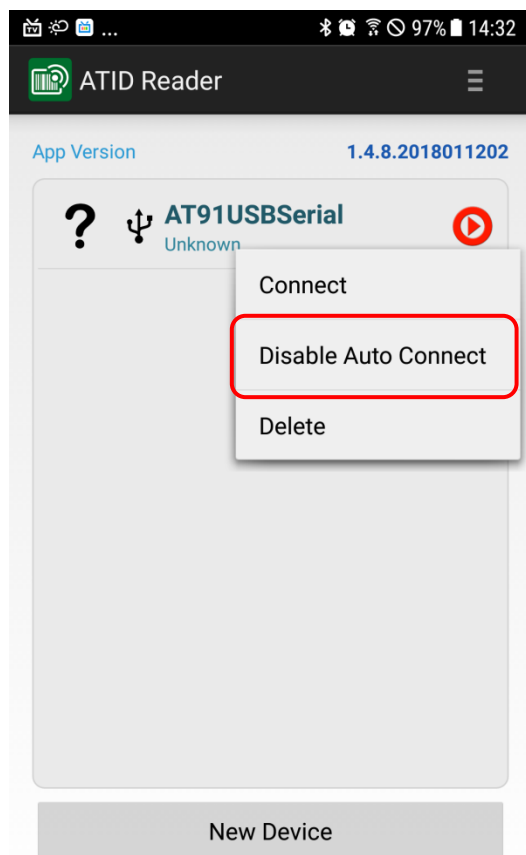 ... 97% 14:32
ATID Reader
App Version 1.4.8.2018011202
AT91USBSerial
Unknown
Connect
Disable Auto Connect
Delete
New Device